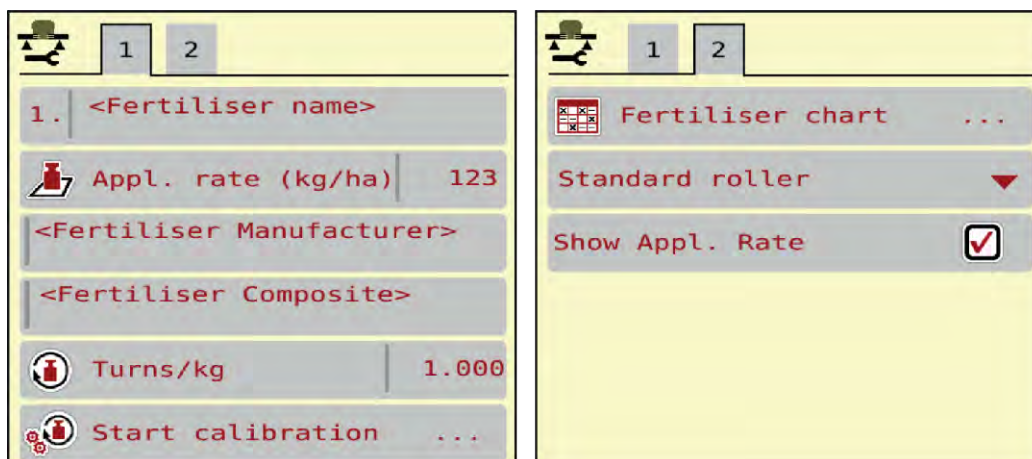 1 2
1. <Fertiliser name>
Appl. rate (kg/ha) 123
<Fertiliser Manufacturer>
<Fertiliser Composite>
Turns/kg 1.000
Start calibration ...
1 2
Fertiliser chart ...
Standard roller
Show Appl. Rate